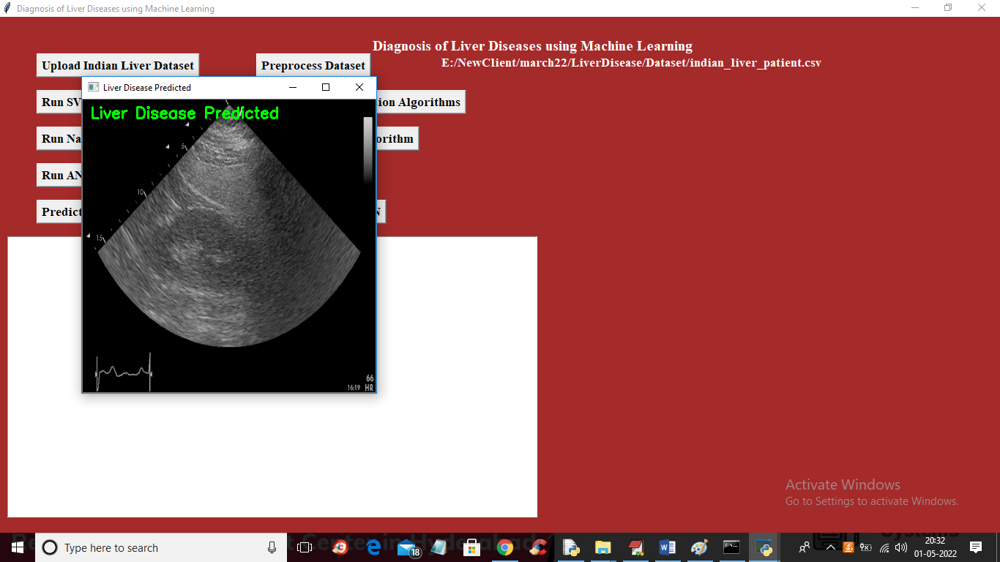 Diagnosis of Liver Diseases using Machine Learning
Diagnosis of Liver Diseases using Machine Learning
E:/NewClient/march22/LiverDisease/Dataset/indian_liver_patient.csv
Upload Indian Liver Dataset
Preprocess Dataset
Liver Disease Predicted
Run SV
ion Algorithms
Liver Disease Predicted
Run Na
orithm
5
Run AN
10
Predict
N
15
66
16:19 HR
Activate Windows
Go to Settings to activate Windows.
Type here to search
18
20:32
01-05-2022